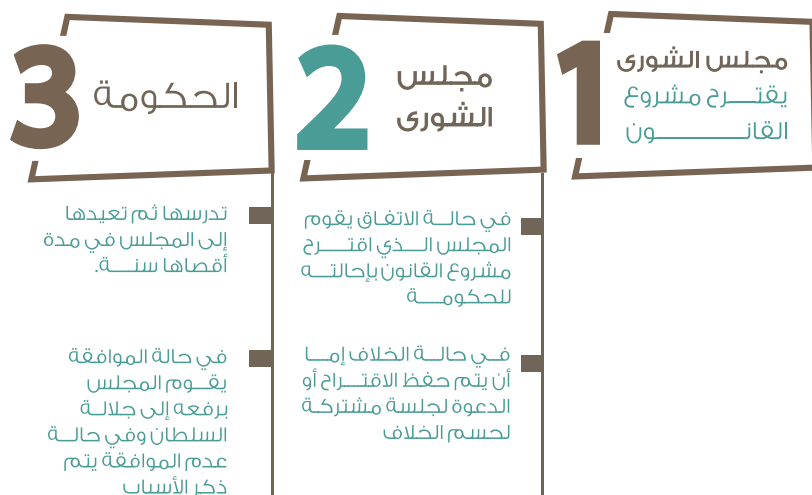 1
مجلس الشورى
يقترح مشروع
القانون
2
مجلس
الشورى
في حالة الاتفاق يقوم
المجلس الذي اقترح
مشروع القانون بإحالته
للحكومة
في حالة الخلاف إما
أن يتم حفظ الاقتراح أو
الدعوة لجلسة مشتركة
لحسم الخلاف
3
الحكومة
تدرسها ثم تعيدها
إلى المجلس في مدة
أقصاها سنة.
في حالة الموافقة
يقوم المجلس
برفعه إلى جلالة
السلطان وفي حالة
عدم الموافقة يتم
ذكر الأسباب